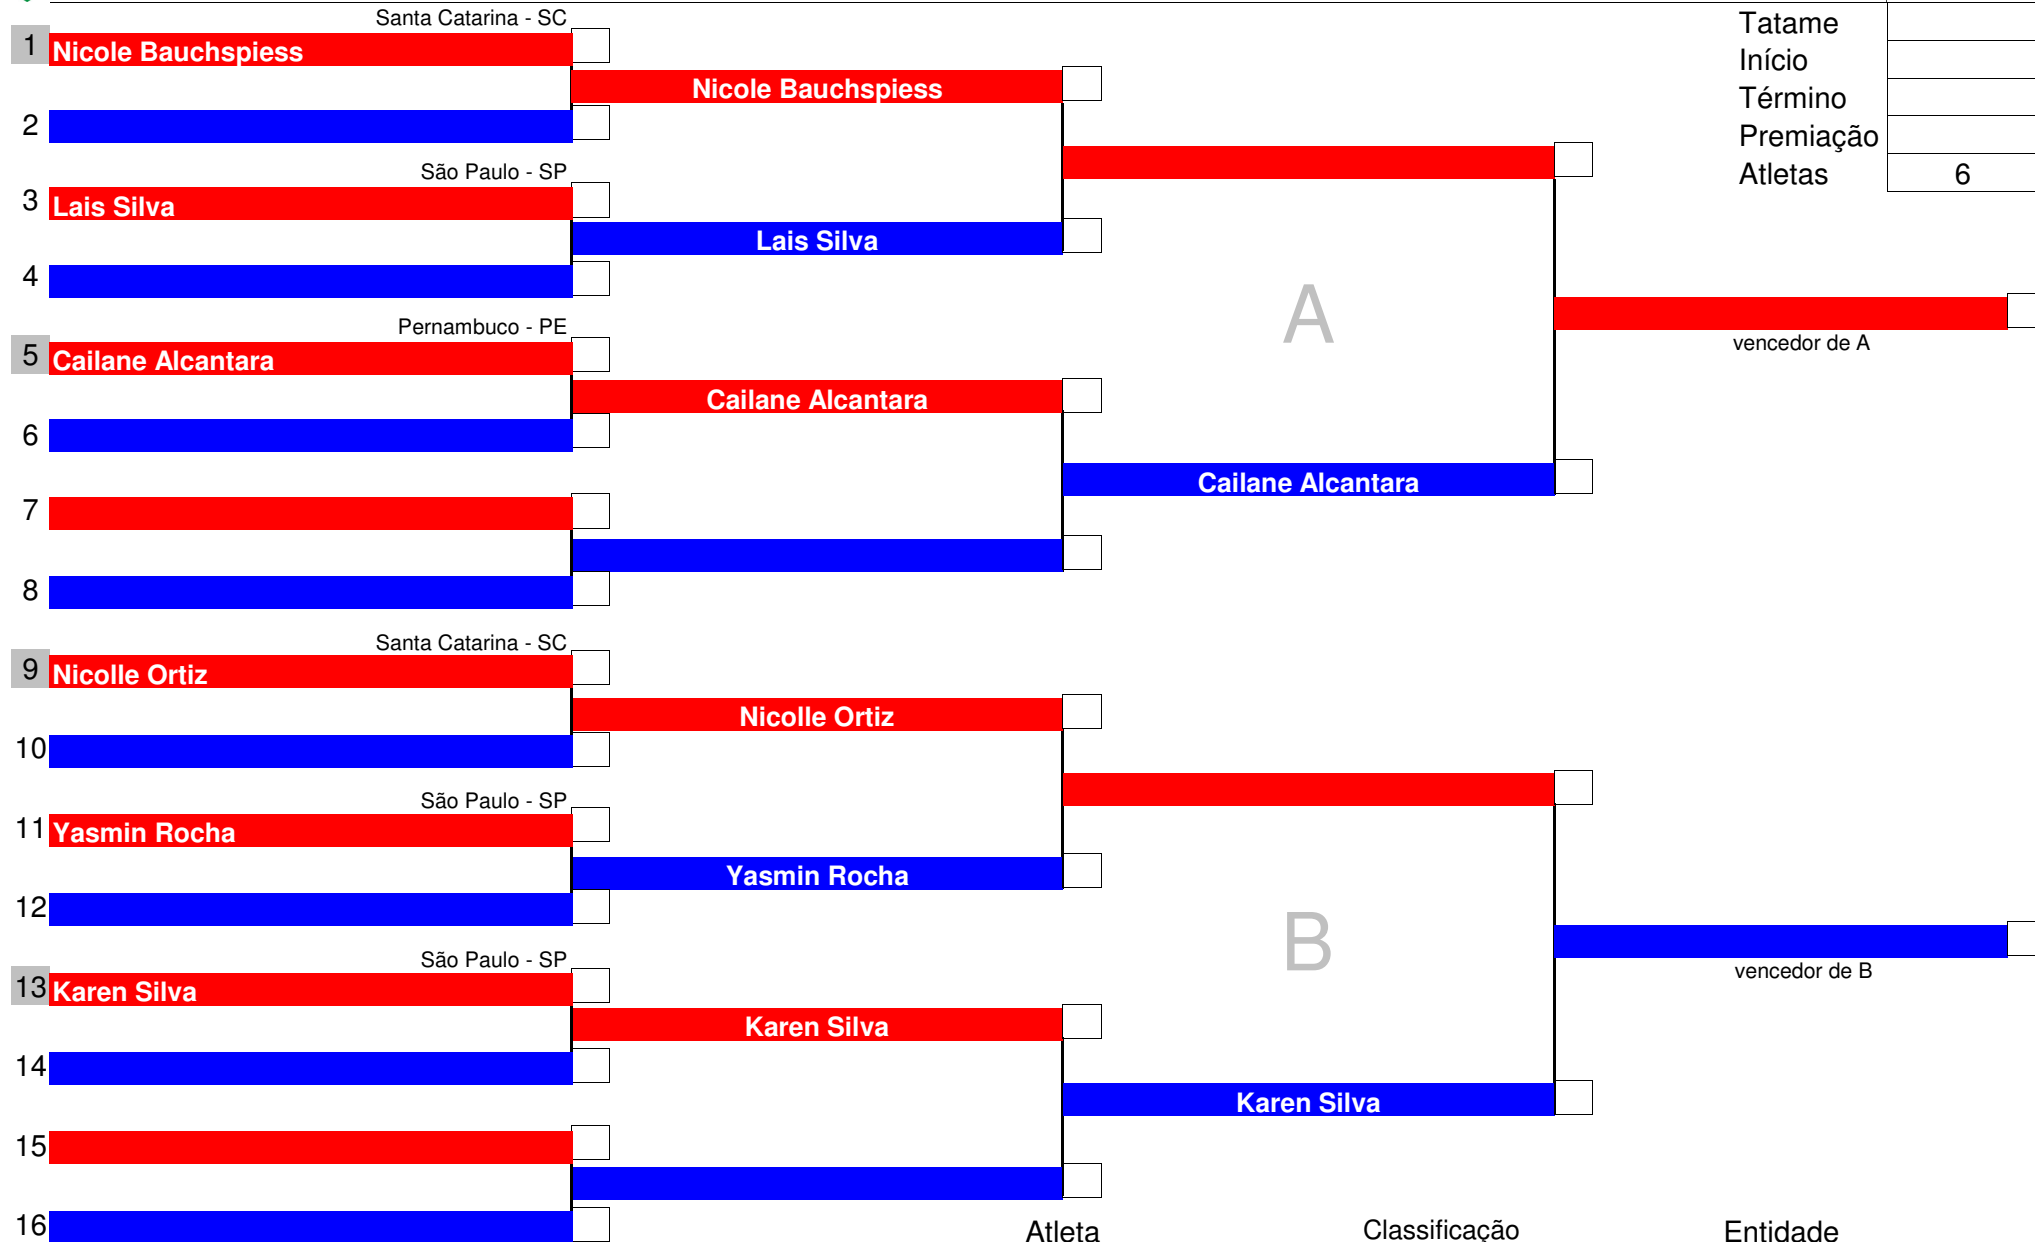 Santa Catarina - SC
1 Nicole Bauchspiess
Nicole Bauchspiess
2
São Paulo - SP
3 Lais Silva
Lais Silva
4
Pernambuco - PE
5 Cailane Alcantara
Cailane Alcantara
6
Cailane Alcantara
7
8
A
vencedor de A
Tatame
Início
Término
Premiação
Atletas 6
Santa Catarina - SC
9 Nicolle Ortiz
Nicolle Ortiz
10
São Paulo - SP
11 Yasmin Rocha
Yasmin Rocha
12
São Paulo - SP
13 Karen Silva
Karen Silva
14
Karen Silva
15
16
B
vencedor de B
Atleta Classificação Entidade